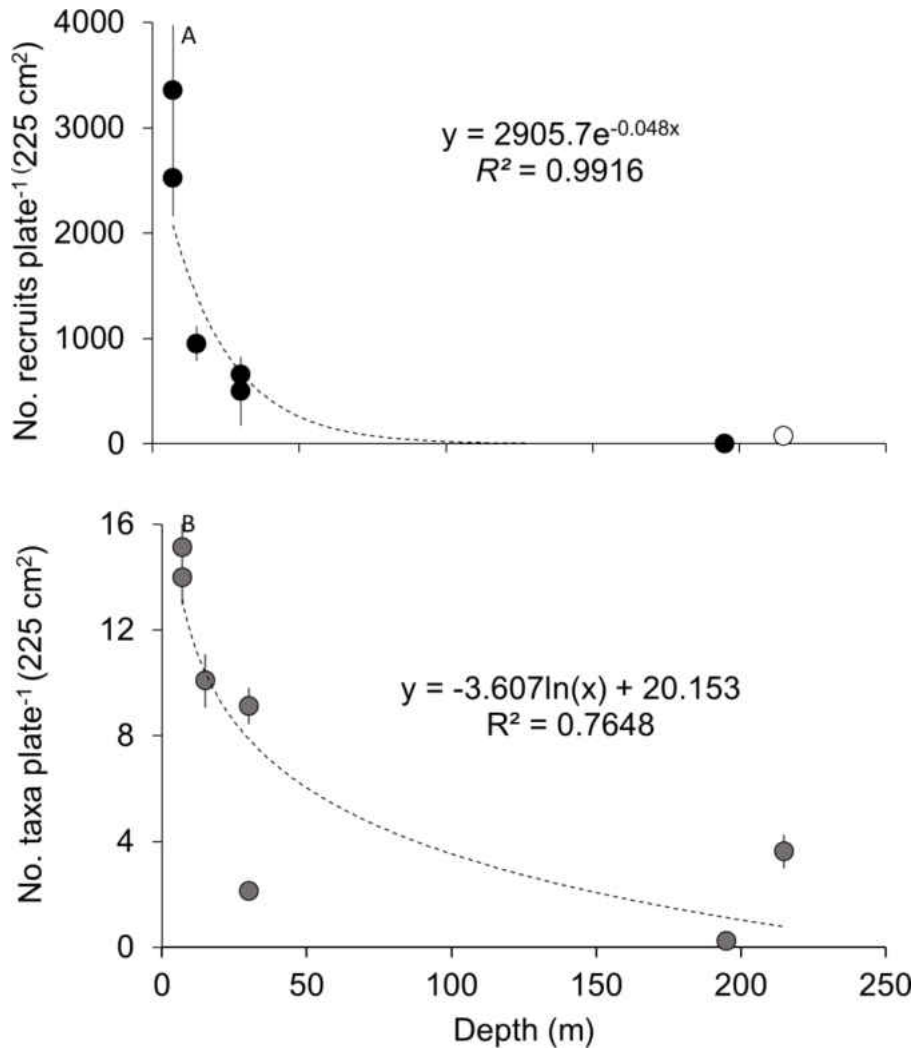 No. recruits plate⁻¹ ⁽225 cm²)
4000
3000
2000
1000
0
A
y = 2905.7e⁻⁰·⁰⁴⁸ˣ
R² = 0.9916
No. taxa plate⁻¹ (225 cm²)
16
12
8
4
0
B
y = -3.607ln(x) + 20.153
R² = 0.7648
0 50 100 150 200 250
Depth (m)